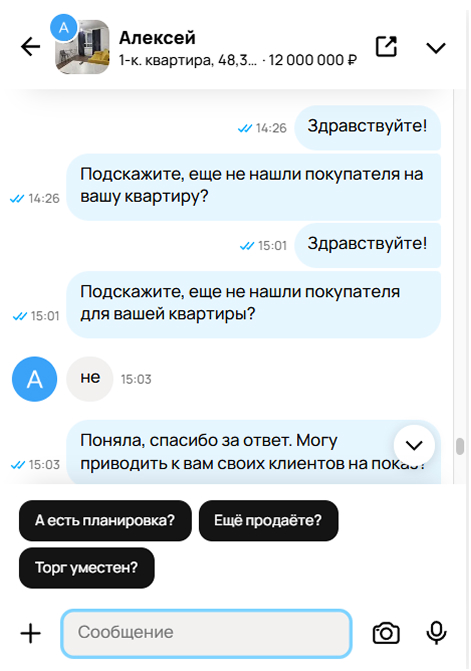 А
Алексей
1-к. квартира, 48,3... · 12 000 000 ₽
14:26
Здравствуйте!
Подскажите, еще не нашли покупателя на
вашу квартиру?
14:26
15:01
Здравствуйте!
Подскажите, еще не нашли покупателя
для вашей квартиры?
15:01
А
не
15:03
Поняла, спасибо за ответ. Могу
приводить к вам своих клиентов на показ?
15:03
А есть планировка?
Ещё продаёте?
Торг уместен?
Сообщение